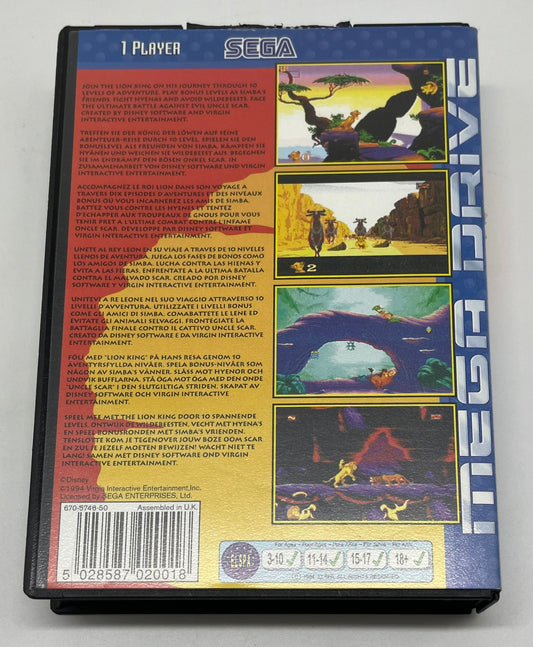 1 PLAYER
SEGA
JOIN THE LION KING ON HIS JOURNEY THROUGH 10
LEVELS OF ADVENTURE. PLAY BONUS LEVELS AS SIMBA'S
FRIENDS. FIGHT HYENAS AND AVOID WILDEBEESTS. FACE
THE ULTIMATE BATTLE AGAINST EVIL UNCLE SCAR.
CREATED BY DISNEY SOFTWARE AND VIRGIN
INTERACTIVE ENTERTAINMENT.
TREFFEN SIE DER KÖNIG DER LÖWEN AUF SEINE
ABENTEUER-REISE DURCH 10 LEVEL. SPIELEN SIE DEN
BONUSLEVEL ALS FREUNDEN VON SIMBA. KÄMPFEN SIE
HYÄNEN UND WEICHEN SIE WILDEBEEST AUS. BEGEGNEN
SIE IM ENDKAMPF DEN BÖSEN ONKEL SCAR. IN
ZUSAMMENARBEIT VON DISNEY SOFTWARE UND VIRGIN
INTERACTIVE ENTERTAINMENT.
ACCOMPAGNEZ LE ROI LION DANS SON VOYAGE A
TRAVERS DIX EPISODES D'AVENTURES ET DES NIVEAUX
BONUS OÙ VOUS INCARNEREZ LES AMIS DE SIMBA.
BATTEZ VOUS CONTRE LES HYENES ET TENTEZ
D'ECHAPPER AUX TROUPEAUX DE GNOUS POUR VOUS
TENIR PRET A L'ULTIME COMBAT CONTRE L'INFAME
ONCLE SCAR. DEVELOPPE PAR DISNEY SOFTWARE ET
VIRGIN INTERACTIVE ENTERTAINMENT.
UNETE AL REY LEON EN SU VIAJE A TRAVES DE 10 NIVELES
LLENOS DE AVENTURA. JUEGA LOS FASES DE BONOS COMO
LOS AMIGOS DE SIMBA. LUCHA CONTRA LAS HIENAS Y
EVITA A LAS FIERAS. ENFRENTATE A LA ULTIMA BATALLA
CONTRA EL MALVADO SCAR. CREADO POR DISNEY
SOFTWARE Y VIRGIN INTERACTIVE ENTERTAINMENT.
UNITEVI A RE LEONE NEL SUO VIAGGIO ATTRAVERSO 10
LIVELLI D'AVVENTURA. UTILIZZATE I LIVELLI BONUS
COME GLI AMICI DI SIMBA. COMABATTETE LE LENE ED
EVITATE GLI ANIMALI SELVAGGI. FRONTEGIATE LA
BATTAGLIA FINALE CONTRO IL CATTIVO UNCLE SCAR.
CREATO DA DISNEY SOFTWARE E DA VIRGIN INTERACTIVE
ENTERTAINMENT.
FÖLJ MED "LION KING" PÅ HANS RESA GENOM 10
ÄVENTYRSFYLLDA NIVÅER. SPELA BONUS-NIVÅER SOM
NÅGON AV SIMBA'S VÄNNER. SLÅSS MOT HYENOR OCH
UNDVIK BUFFLARNA. STÅ ÖGA MOT ÖGA MED DEN ONDE
"UNCLE SCAR" I DEN SLUTGILTIGA STRIDEN. SKAPAT AV
DISNEY SOFTWARE OCH VIRGIN INTERACTIVE
ENTERTAINMENT.
SPEEL MEE MET THE LION KING DOOR 10 SPANNENDE
LEVELS. ONTWIJK DE WILDEBEESTEN. VECHT MET HYENA'S
EN SPEEL BONUSRONDEN MET SIMBA'S VRIENDEN.
TENSLOTTE KOM JE TEGENOVER JOUW BOZE OOM SCAR
EN ZUL JE JEZELF MOETEN BEWIJZEN! WACHT NIET TE
LANG! SAMEN MET DISNEY SOFTWARE OND VIRGIN
INTERACTIVE ENTERTAINMENT.
©Disney
©1994 Virgin Interactive Entertainment, Inc.
Licensed by SEGA ENTERPRISES, Ltd.
670-5746-50
Assembled in U.K.
5 028587 020018
2
MEGA DRIVE
ELSPA
3-10 11-14 15-17 18+